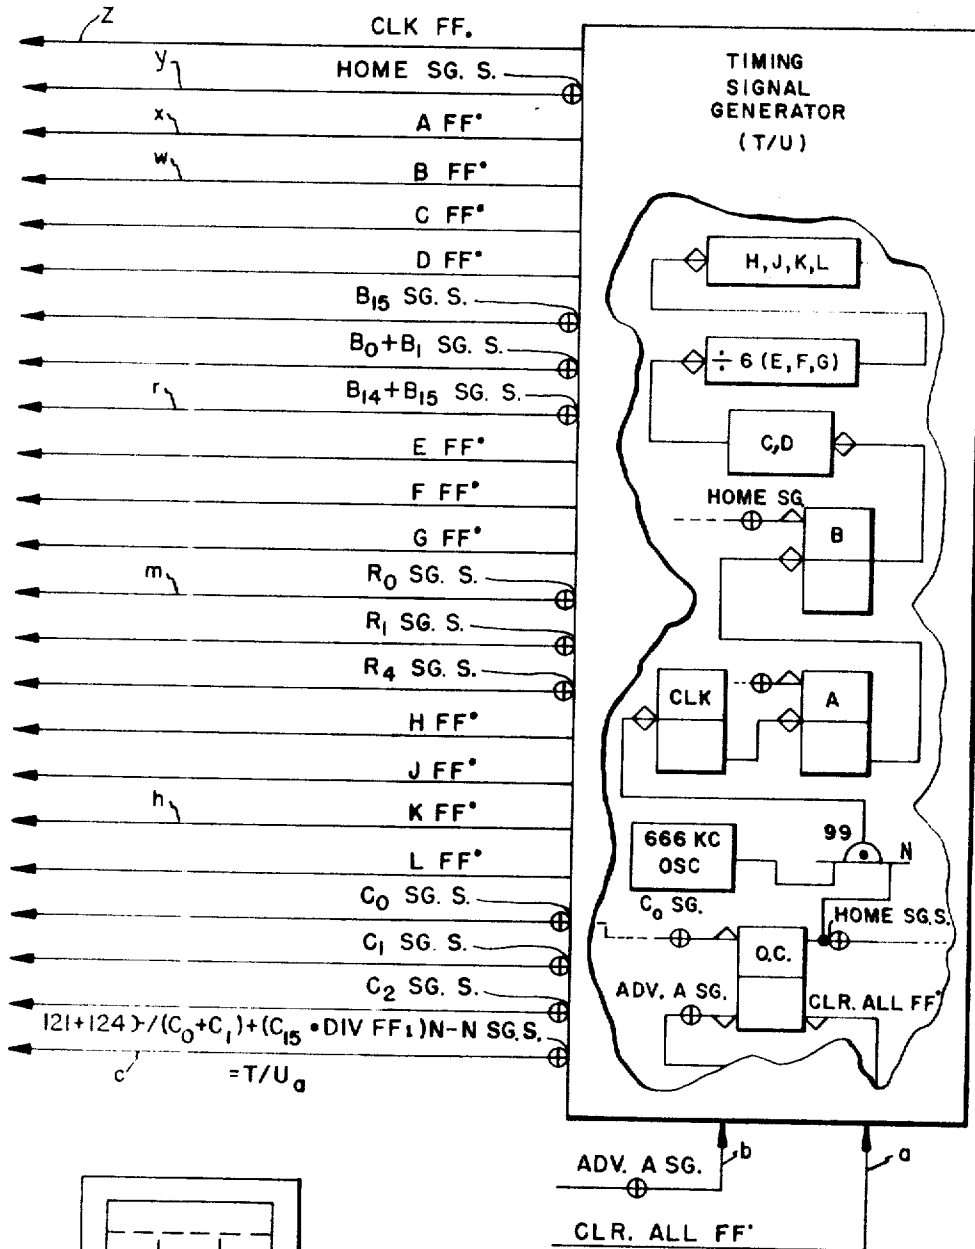 Z
CLK FF.
y
HOME SG. S.
x
A FF'
w
B FF'
C FF'
D FF'
B15 SG. S.
B0+B1 SG. S.
r
B14+B15 SG. S.
E FF'
F FF'
G FF'
m
R0 SG. S.
R1 SG. S.
R4 SG. S.
H FF'
J FF'
h
K FF'
L FF'
C0 SG. S.
C1 SG. S.
C2 SG. S.
121+124)-/(C0+C1)+(C15•DIV FF1)N-N SG.S.
c
=T/Ua
TIMING
SIGNAL
GENERATOR
(T/U)
H,J,K,L
÷ 6 (E,F,G)
C,D
HOME SG.
B
CLK
A
666 KC
OSC
99
N
C0 SG.
HOME SG.S.
O.C.
ADV. A SG.
CLR. ALL FF'
b
a
ADV. A SG.
CLR. ALL FF'